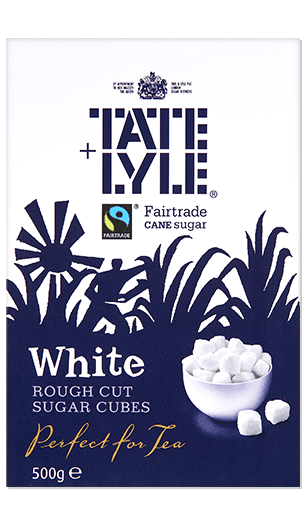 BY APPOINTMENT
TO HER MAJESTY
THE QUEEN
TATE & LYLE PLC
LONDON
SUGAR REFINERS
TATE
+ LYLE®
FAIRTRADE
Fairtrade
CANE sugar
White
ROUGH CUT
SUGAR CUBES
Perfect for Tea
500g ℮